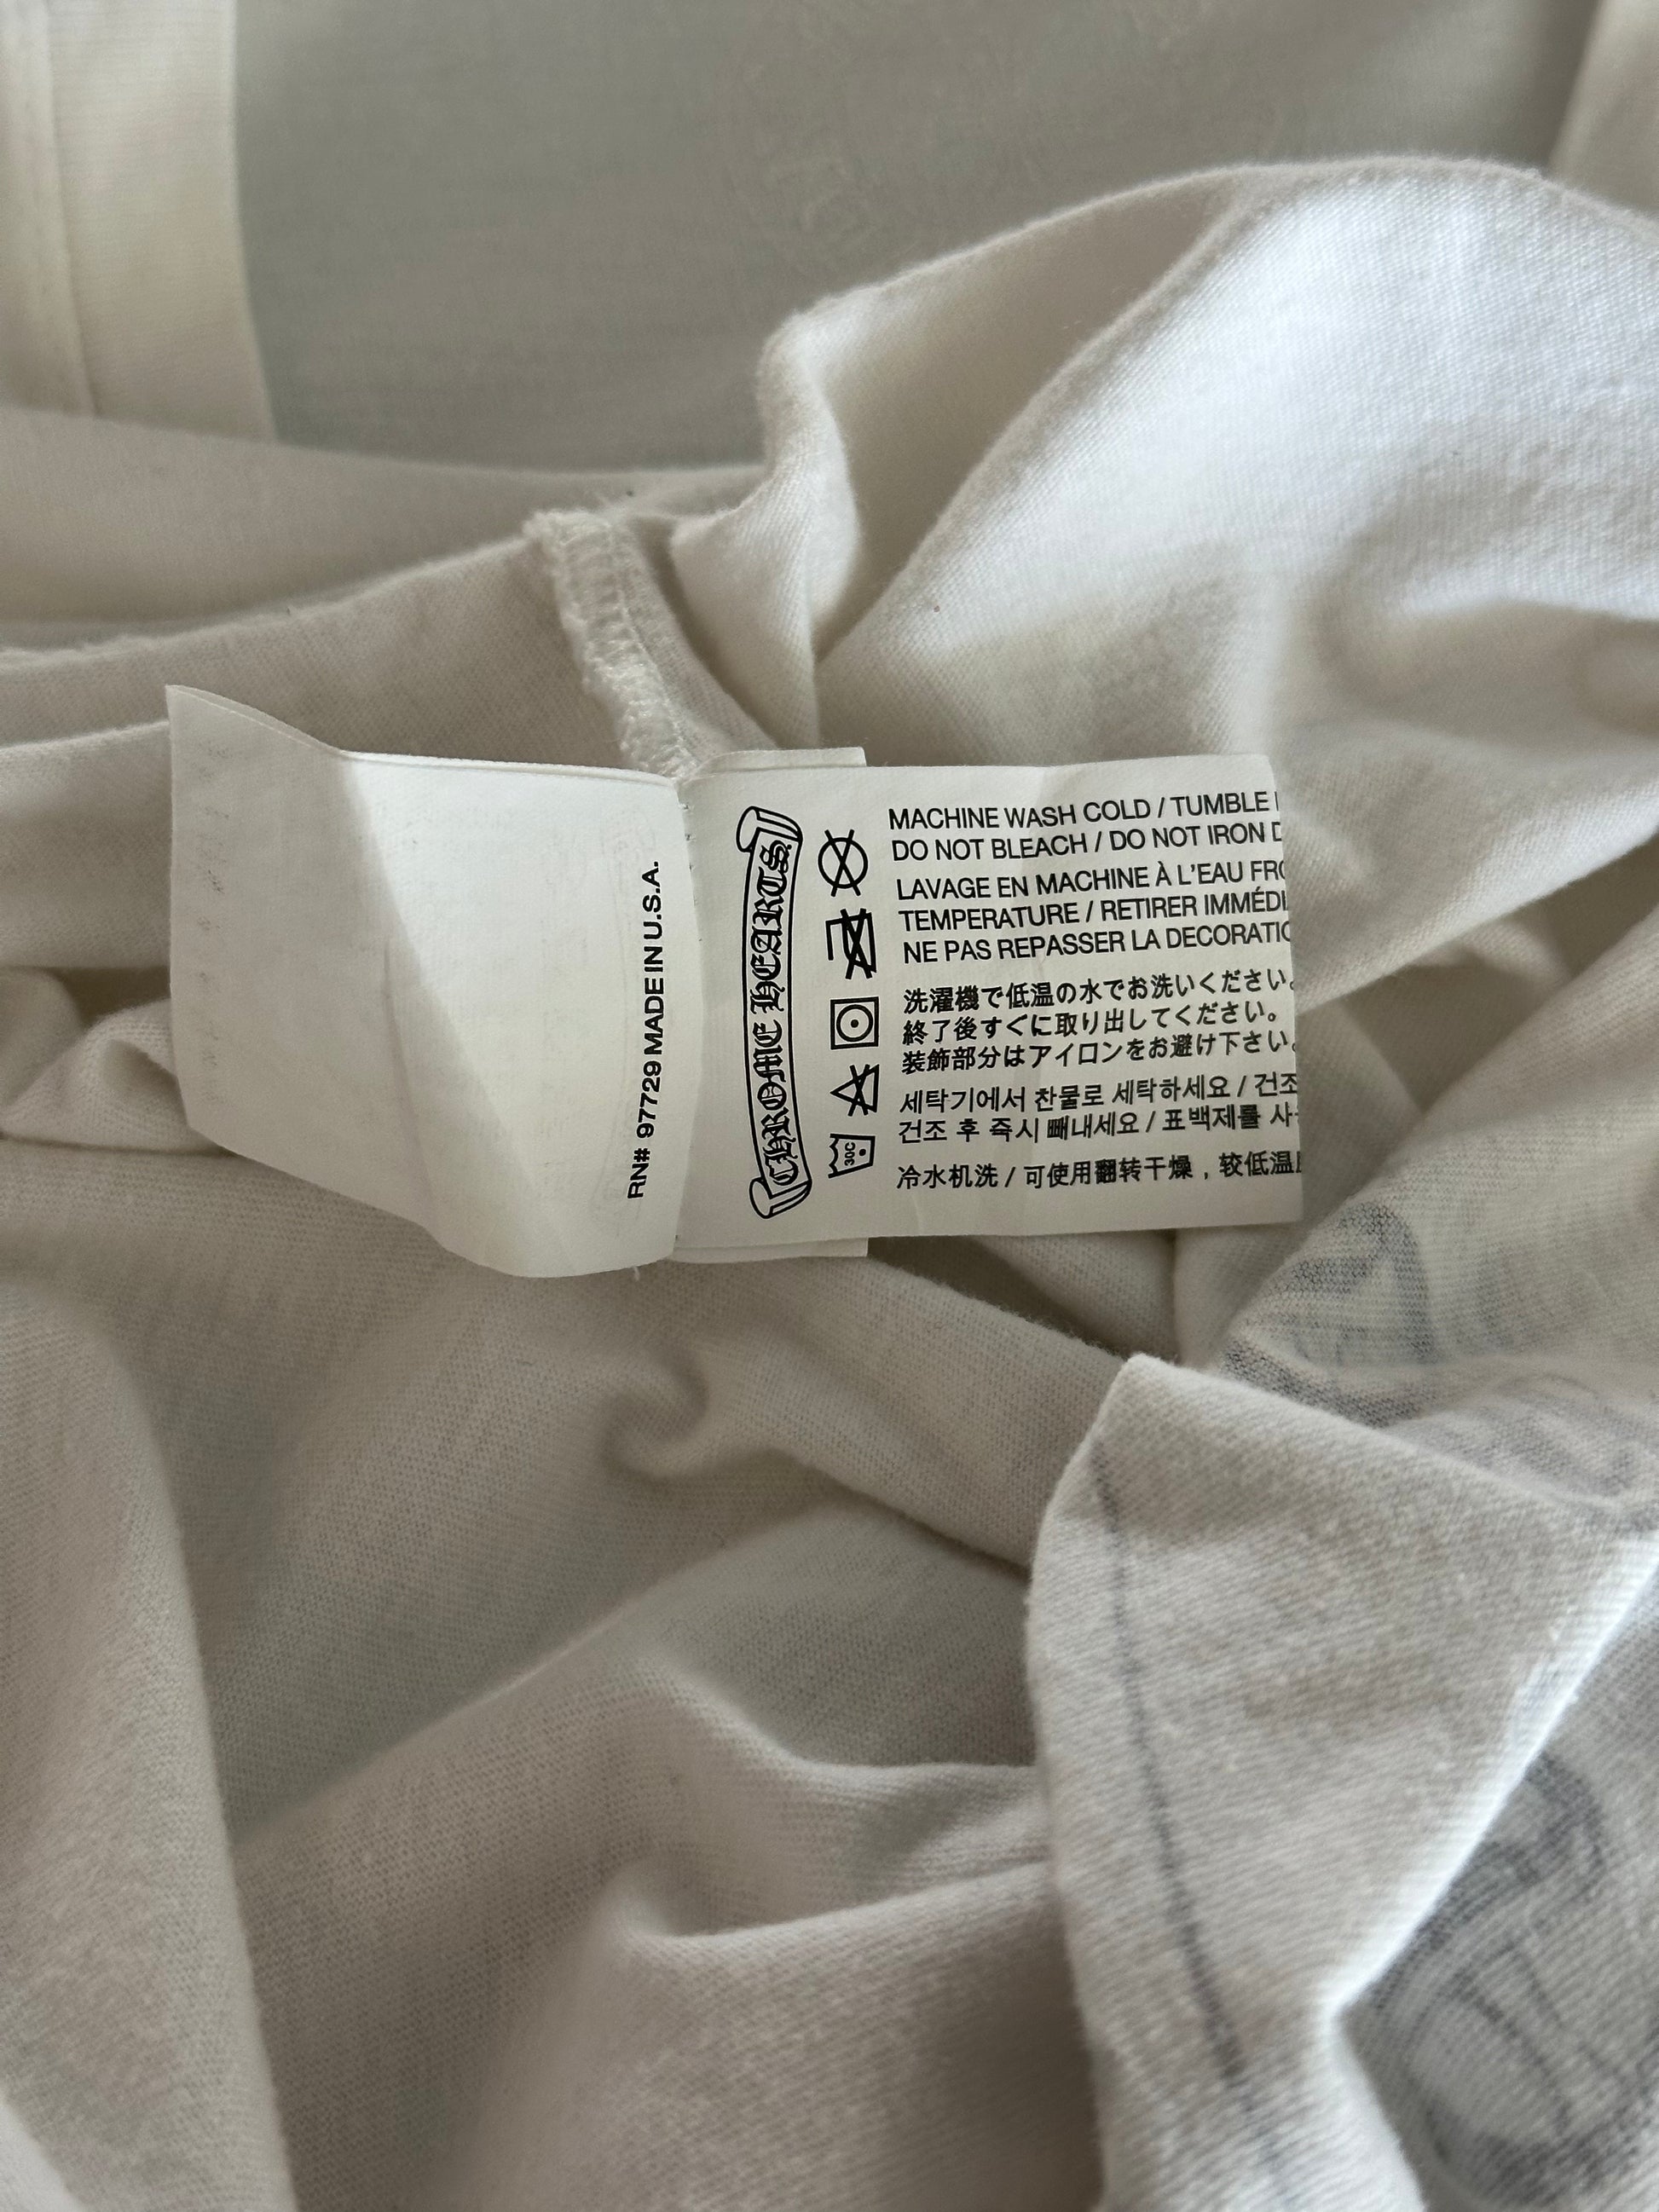 RN# 97729 MADE IN U.S.A.
CHROME HEARTS
30C
MACHINE WASH COLD / TUMBLE
DO NOT BLEACH / DO NOT IRON
LAVAGE EN MACHINE À L'EAU
TEMPERATURE / RETIRER
NE PAS REPASSER LA
洗濯機で低温の水でお洗いください。
終了後すぐに取り出してください。
装飾部分はアイロンをお避け下さい。
세탁기에서 찬물로 세탁하세요 / 건조
건조 후 즉시 빼내세요 / 표백제를
冷水机洗 / 可使用翻转干燥，较低温